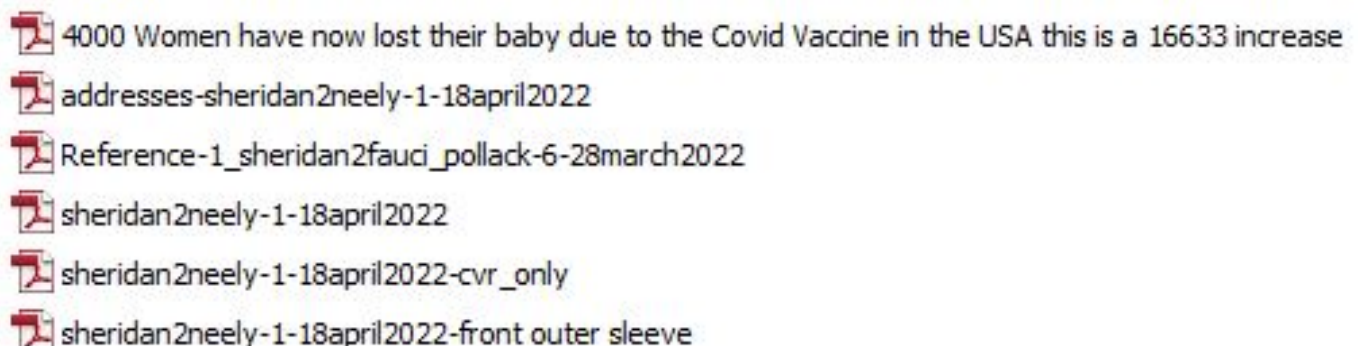 4000 Women have now lost their baby due to the Covid Vaccine in the USA this is a 16633 increase
addresses-sheridan2neely-1-18april2022
Reference-1_sheridan2fauci_pollack-6-28march2022
sheridan2neely-1-18april2022
sheridan2neely-1-18april2022-cvr_only
sheridan2neely-1-18april2022-front outer sleeve